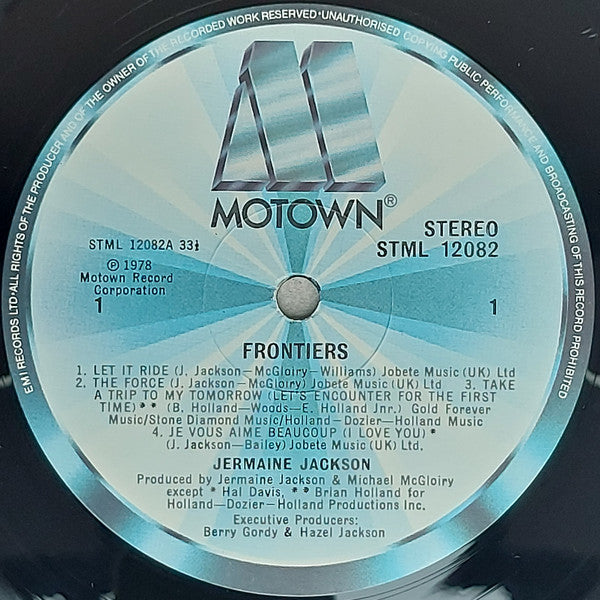 EMI RECORDS LTD•ALL RIGHTS OF THE PRODUCER AND OF THE OWNER OF THE RECORDED WORK RESERVED•UNAUTHORISED COPYING PUBLIC PERFORMANCE AND BROADCASTING OF THIS RECORD PROHIBITED
MOTOWN®
STEREO
STML 12082A 33⅓
STML 12082
℗ 1978
Motown Record
Corporation
1
1
FRONTIERS
1. LET IT RIDE (J. Jackson—McGloiry—Williams) Jobete Music (UK) Ltd
2. THE FORCE (J. Jackson—McGloiry) Jobete Music (UK) Ltd 3. TAKE
A TRIP TO MY TOMORROW (LET'S ENCOUNTER FOR THE FIRST
TIME)** (B. Holland—Woods—E. Holland Jnr.) Gold Forever
Music/Stone Diamond Music/Holland-Dozier-Holland Music
4. JE VOUS AIME BEAUCOUP (I LOVE YOU)*
(J. Jackson—Bailey) Jobete Music (UK) Ltd.
JERMAINE JACKSON
Produced by Jermaine Jackson & Michael McGloiry
except * Hal Davis, ** Brian Holland for
Holland—Dozier—Holland Productions Inc.
Executive Producers:
Berry Gordy & Hazel Jackson